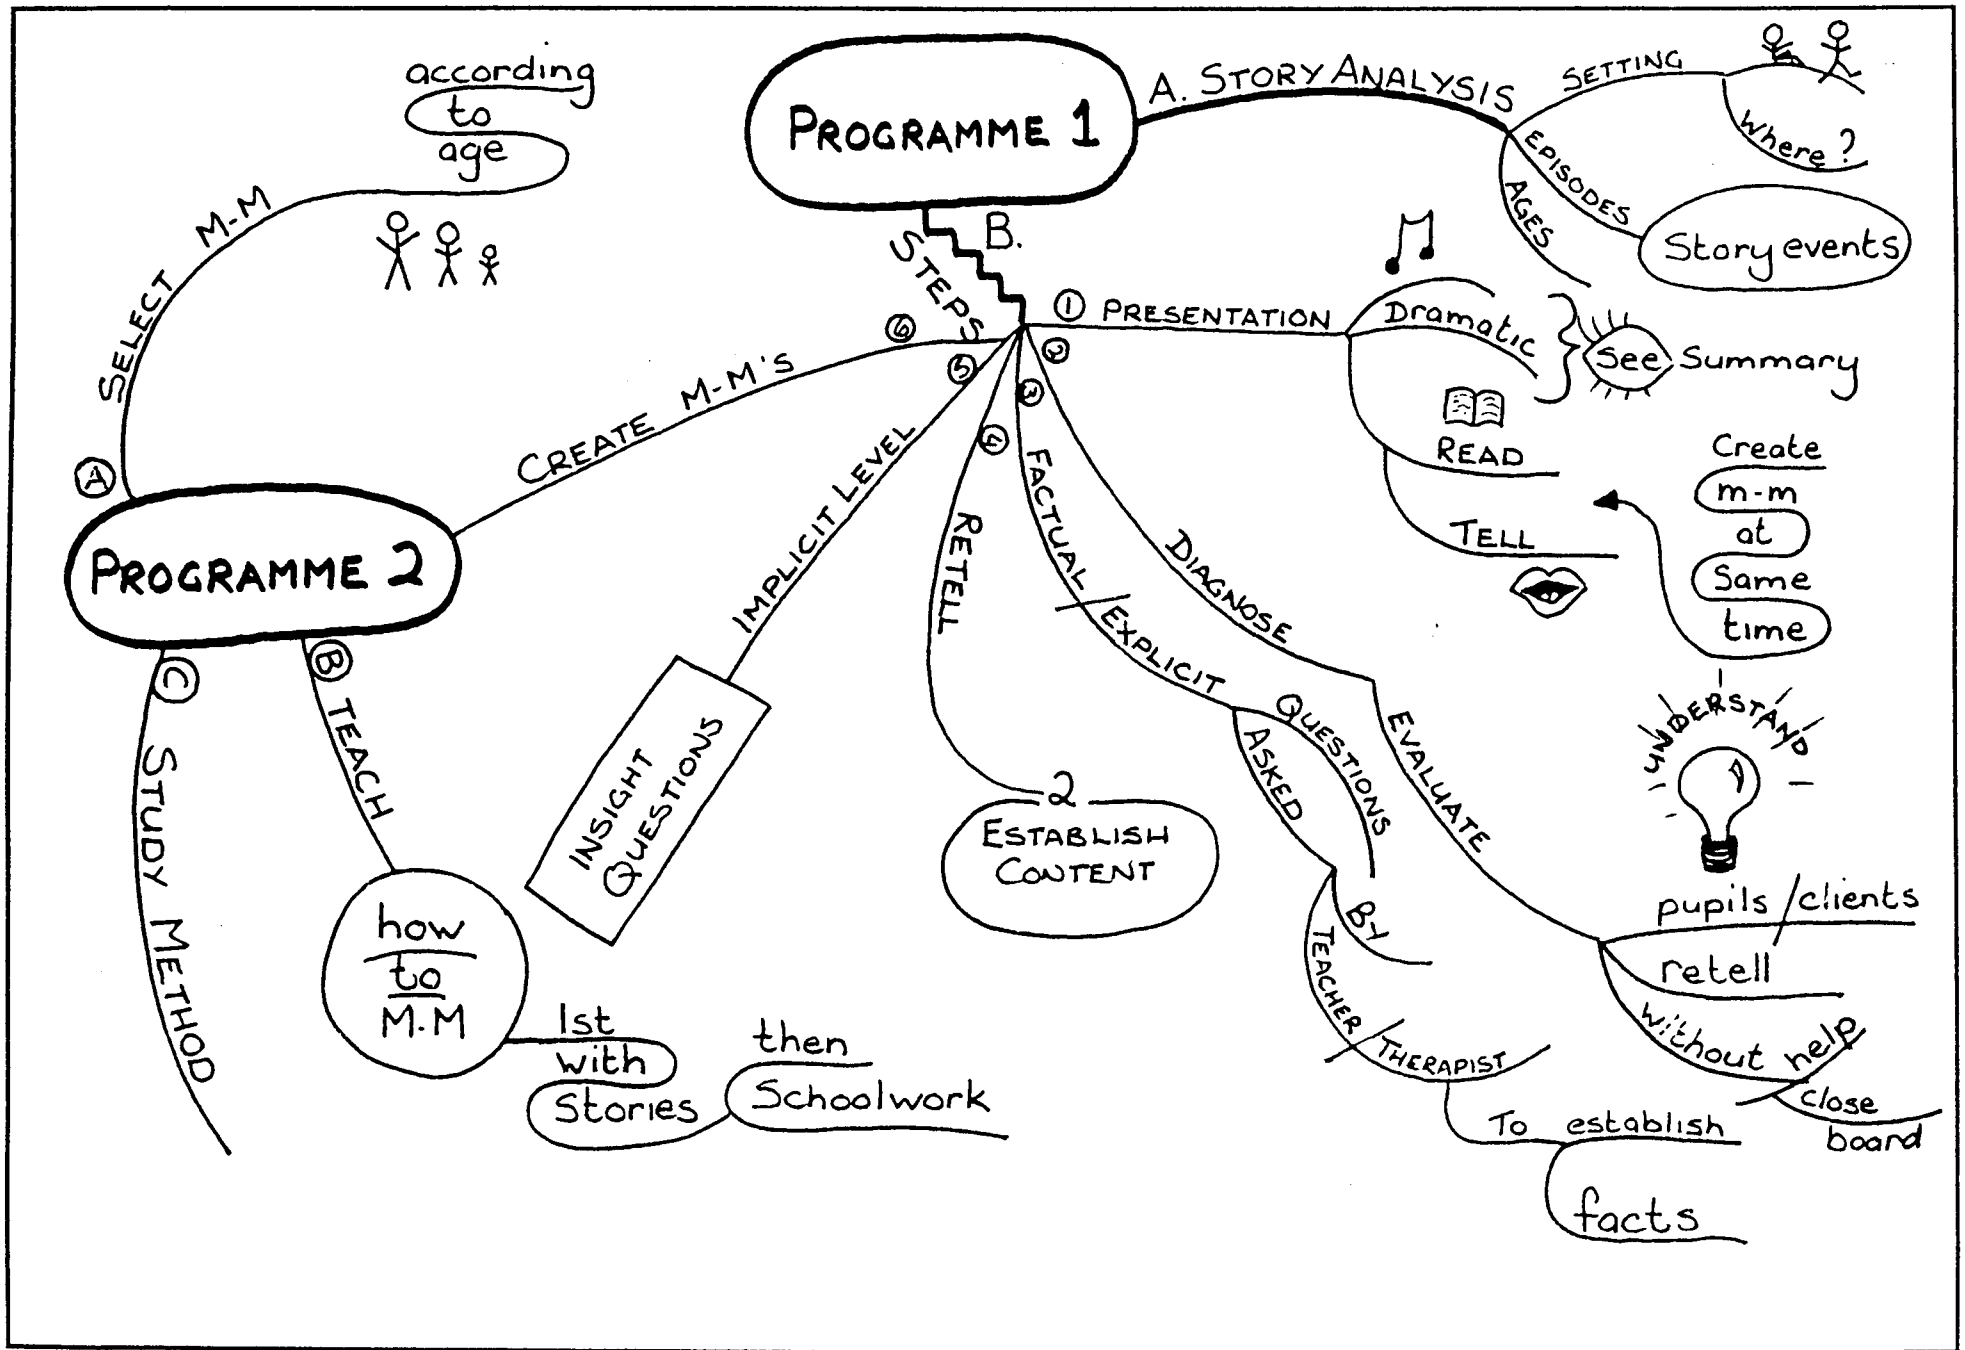 PROGRAMME 1
A. STORY ANALYSIS
SETTING
Where?
EPISODES
Story events
AGES
B.
STEPS
1 PRESENTATION
Dramatic
See Summary
READ
TELL
Create
m-m
at
Same
time
2
DIAGNOSE
EVALUATE
UNDERSTAND
pupils / clients
retell
without help
close
board
3
FACTUAL / EXPLICIT
QUESTIONS
ASKED
BY
TEACHER / THERAPIST
To establish
facts
4
RETELL
2
ESTABLISH
CONTENT
5
IMPLICIT LEVEL
INSIGHT
QUESTIONS
6
CREATE M-M'S
PROGRAMME 2
A
SELECT M-M
according
to
age
B TEACH
how
to
M.M
1st
with
Stories
then
Schoolwork
C STUDY METHOD